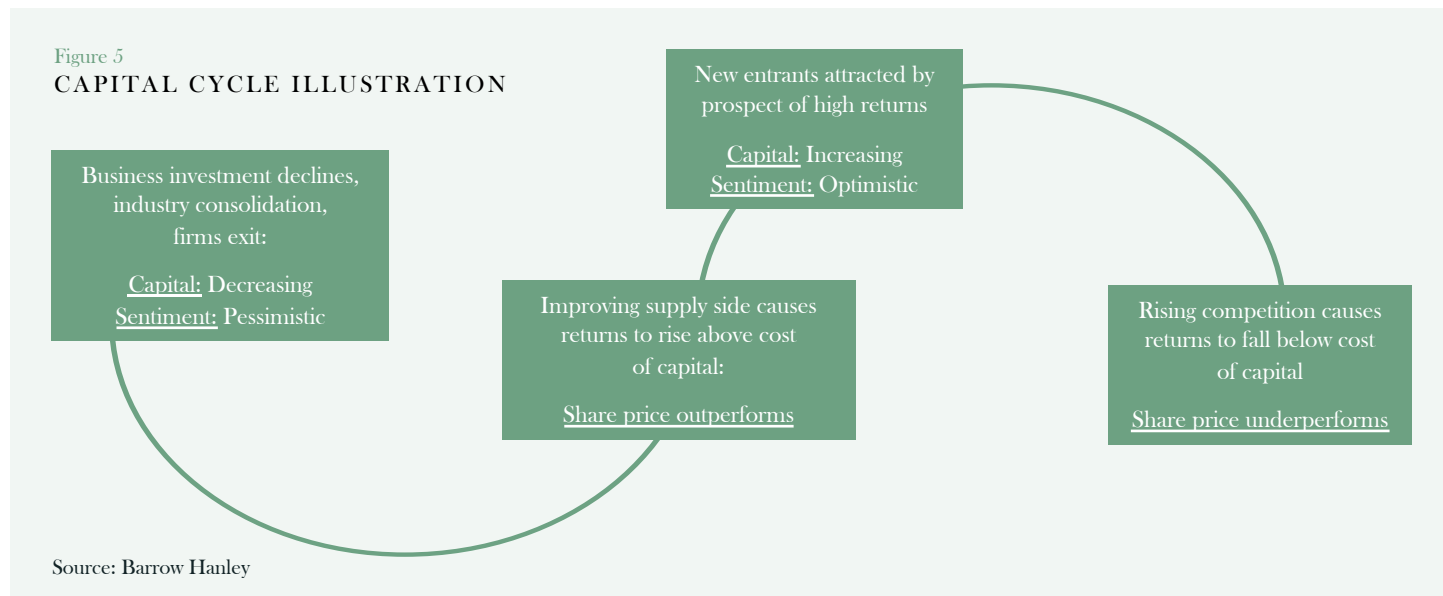 Figure 5
CAPITAL CYCLE ILLUSTRATION
Business investment declines,
industry consolidation,
firms exit:
Capital: Decreasing
Sentiment: Pessimistic
Improving supply side causes
returns to rise above cost
of capital:
Share price outperforms
New entrants attracted by
prospect of high returns
Capital: Increasing
Sentiment: Optimistic
Rising competition causes
returns to fall below cost
of capital
Share price underperforms
Source: Barrow Hanley